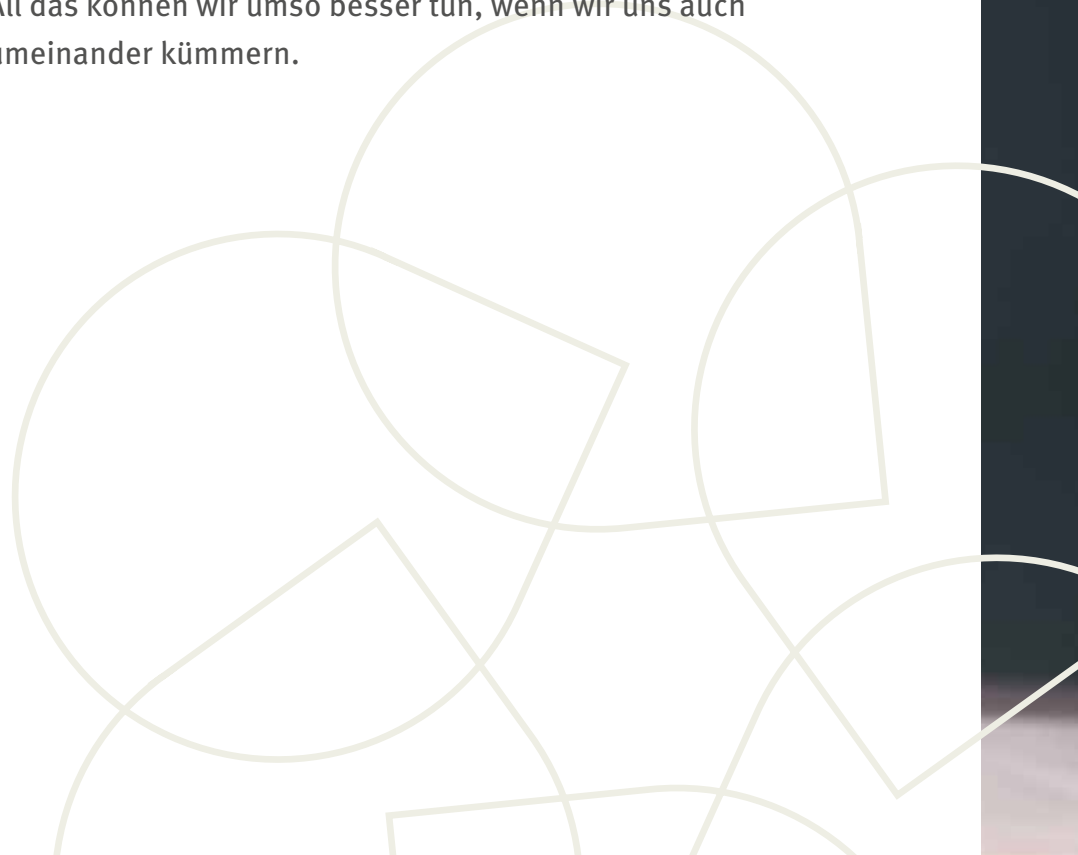 All das können wir umso besser tun, wenn wir uns auch
umeinander kümmern.